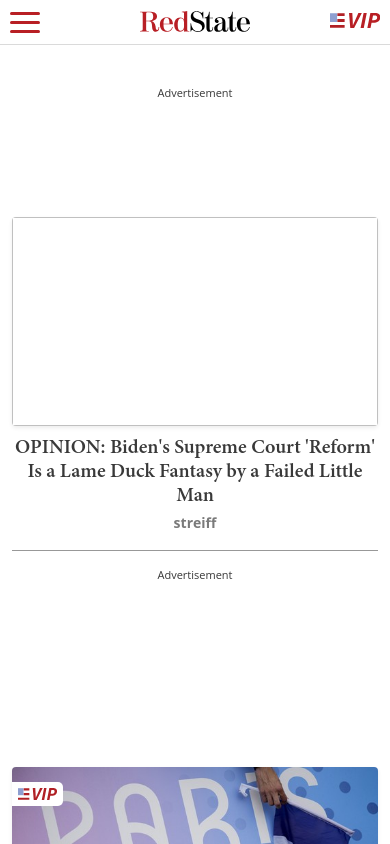 RedState
VIP
Advertisement
OPINION: Biden's Supreme Court 'Reform'
Is a Lame Duck Fantasy by a Failed Little
Man
streiff
Advertisement
VIP
PARIS